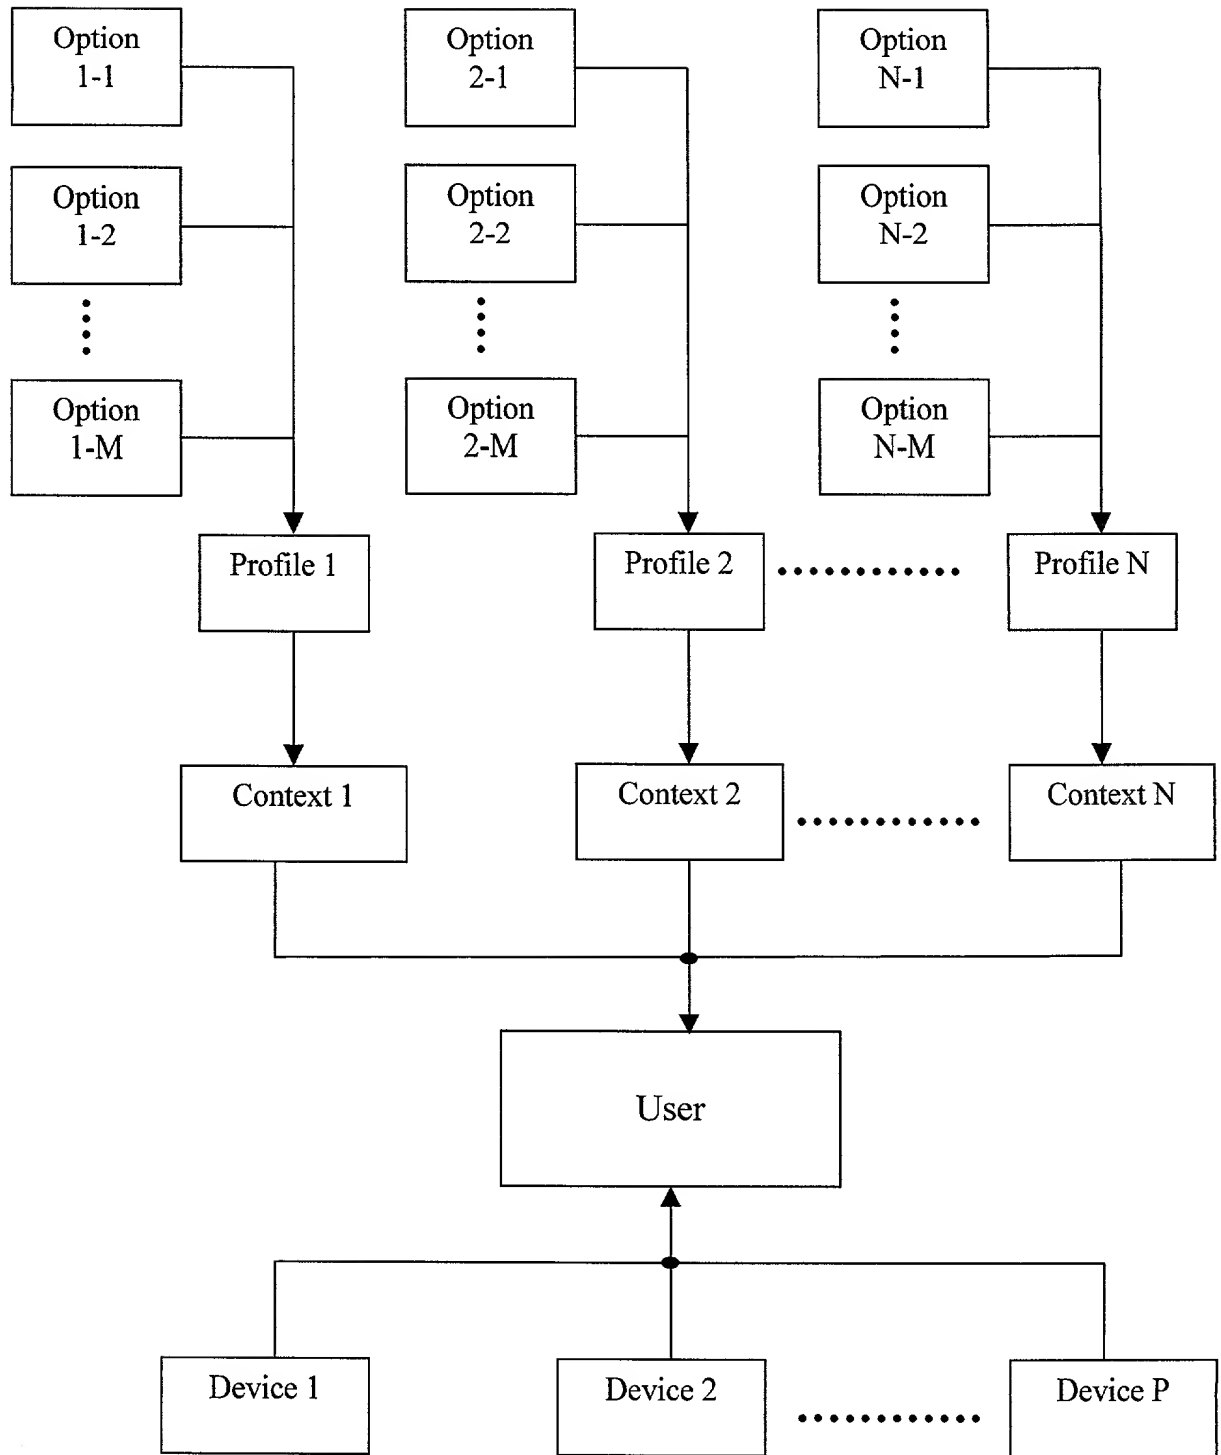 Option
1-1
Option
2-1
Option
N-1
Option
1-2
Option
2-2
Option
N-2
Option
1-M
Option
2-M
Option
N-M
Profile 1
Profile 2
Profile N
Context 1
Context 2
Context N
User
Device 1
Device 2
Device P